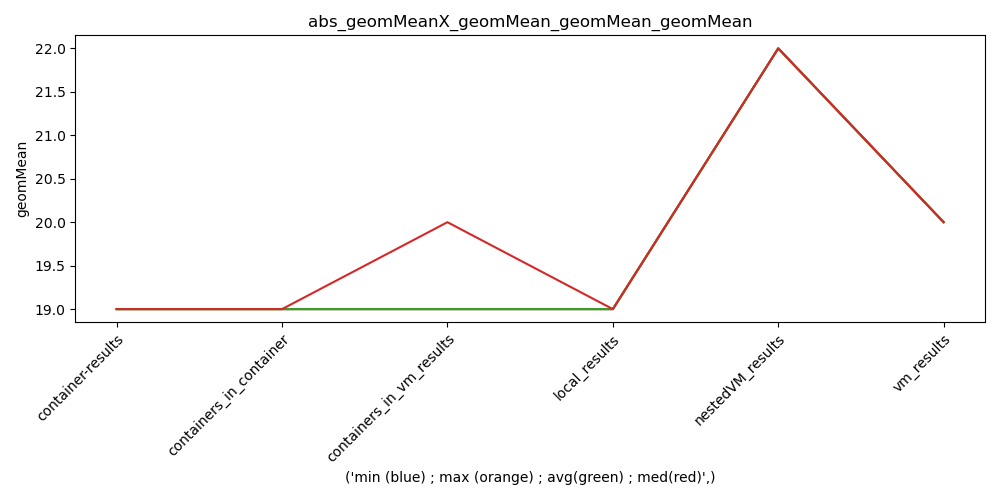 abs_geomMeanX_geomMean_geomMean_geomMean
22.0
21.5
21.0
20.5
20.0
19.5
19.0
geomMean
container-results
containers_in_container
containers_in_vm_results
local_results
nestedVM_results
vm_results
('min (blue) ; max (orange) ; avg(green) ; med(red)',)